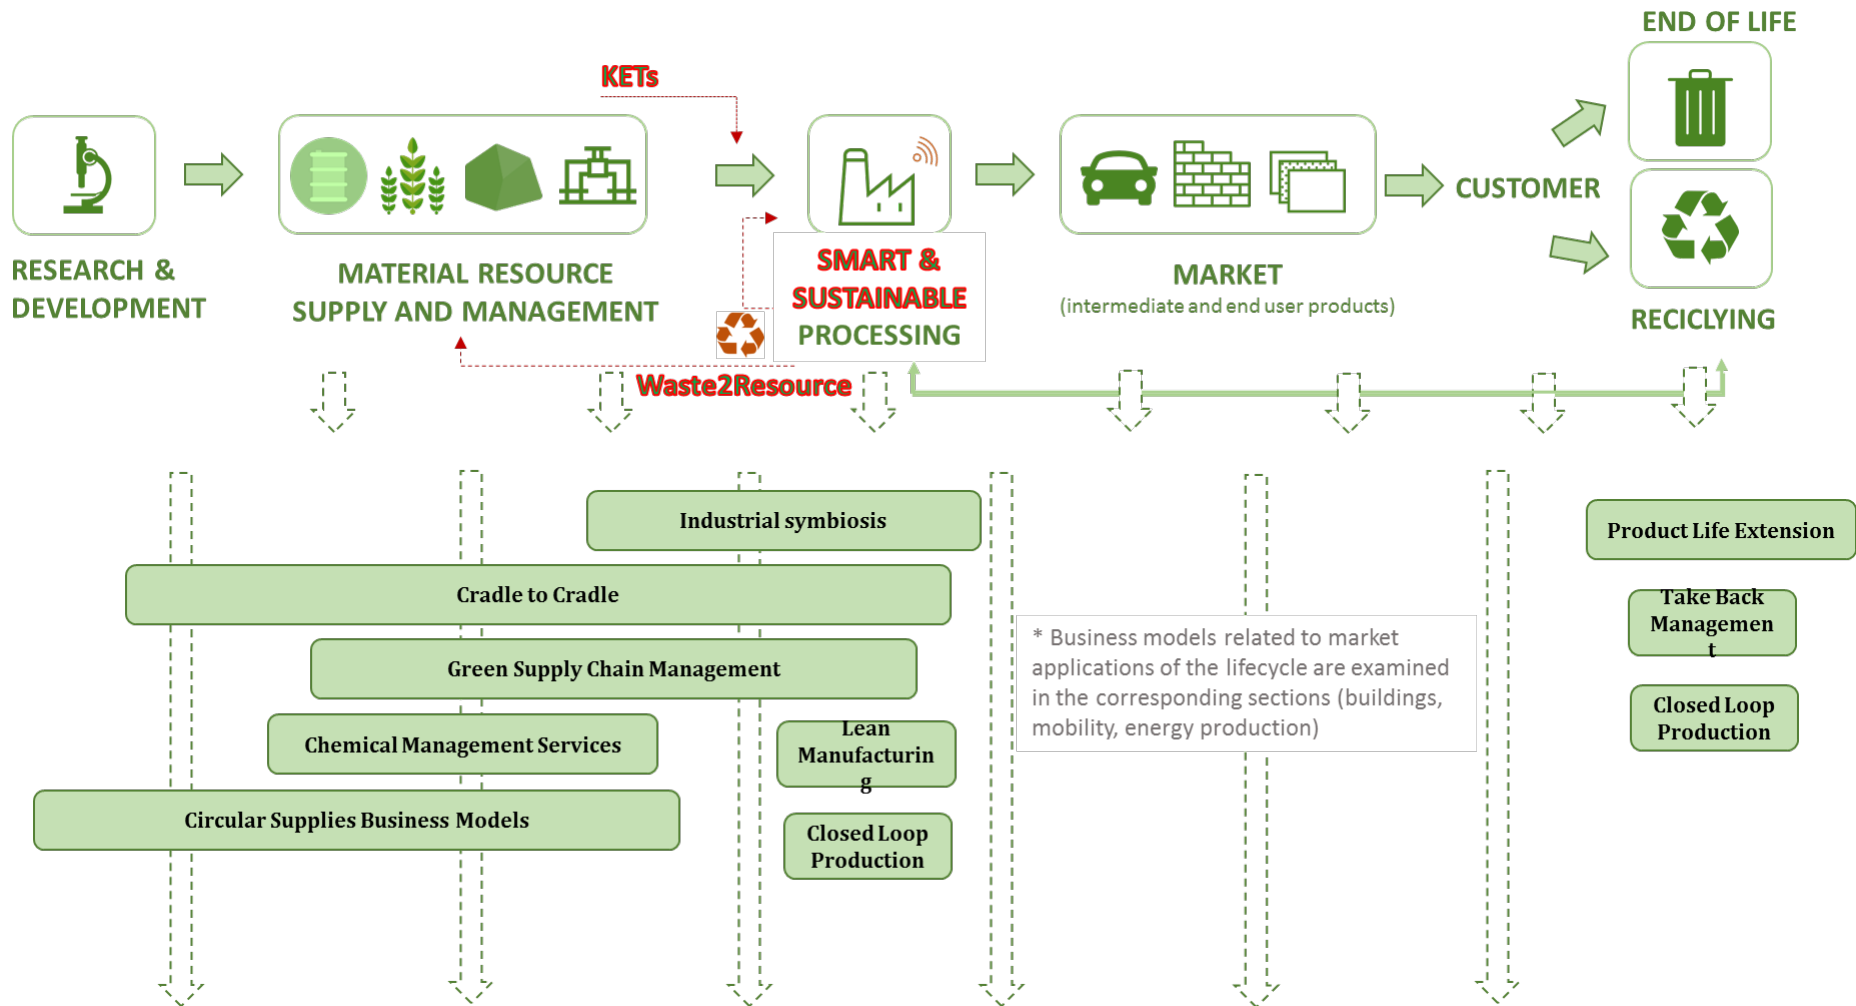 END OF LIFE
KETs
CUSTOMER
RESEARCH &
DEVELOPMENT
MATERIAL RESOURCE
SUPPLY AND MANAGEMENT
SMART &
SUSTAINABLE
PROCESSING
MARKET
(intermediate and end user products)
RECICLYING
Waste2Resource
Industrial symbiosis
Product Life Extension
Cradle to Cradle
Take Back
Managemen
t
* Business models related to market
applications of the lifecycle are examined
in the corresponding sections (buildings,
mobility, energy production)
Green Supply Chain Management
Closed Loop
Production
Chemical Management Services
Lean
Manufacturin
g
Circular Supplies Business Models
Closed Loop
Production